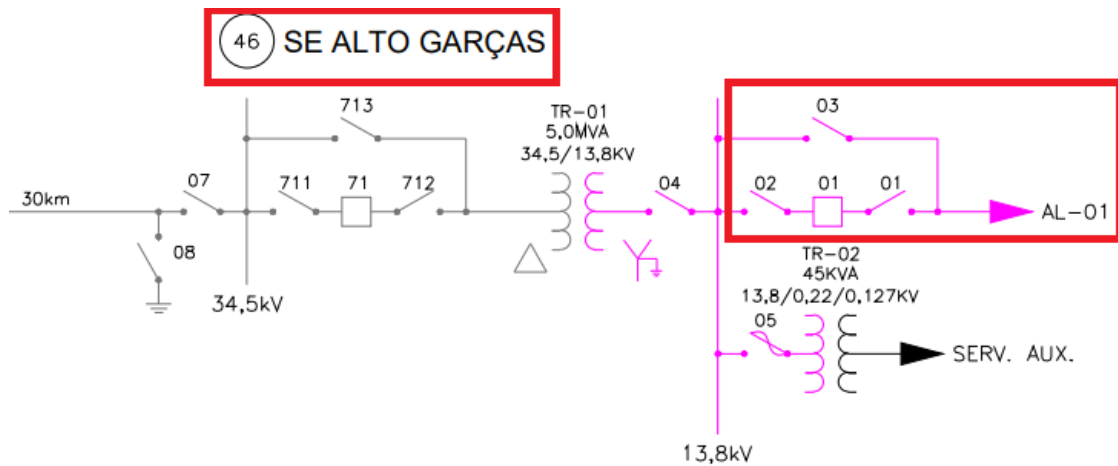 46 SE ALTO GARÇAS
713
TR-01
5,0MVA
34,5/13,8KV
03
30km
07
711
71
712
04
02
01
01
AL-01
08
34,5kV
TR-02
45KVA
13,8/0,22/0,127KV
05
SERV. AUX.
13,8kV